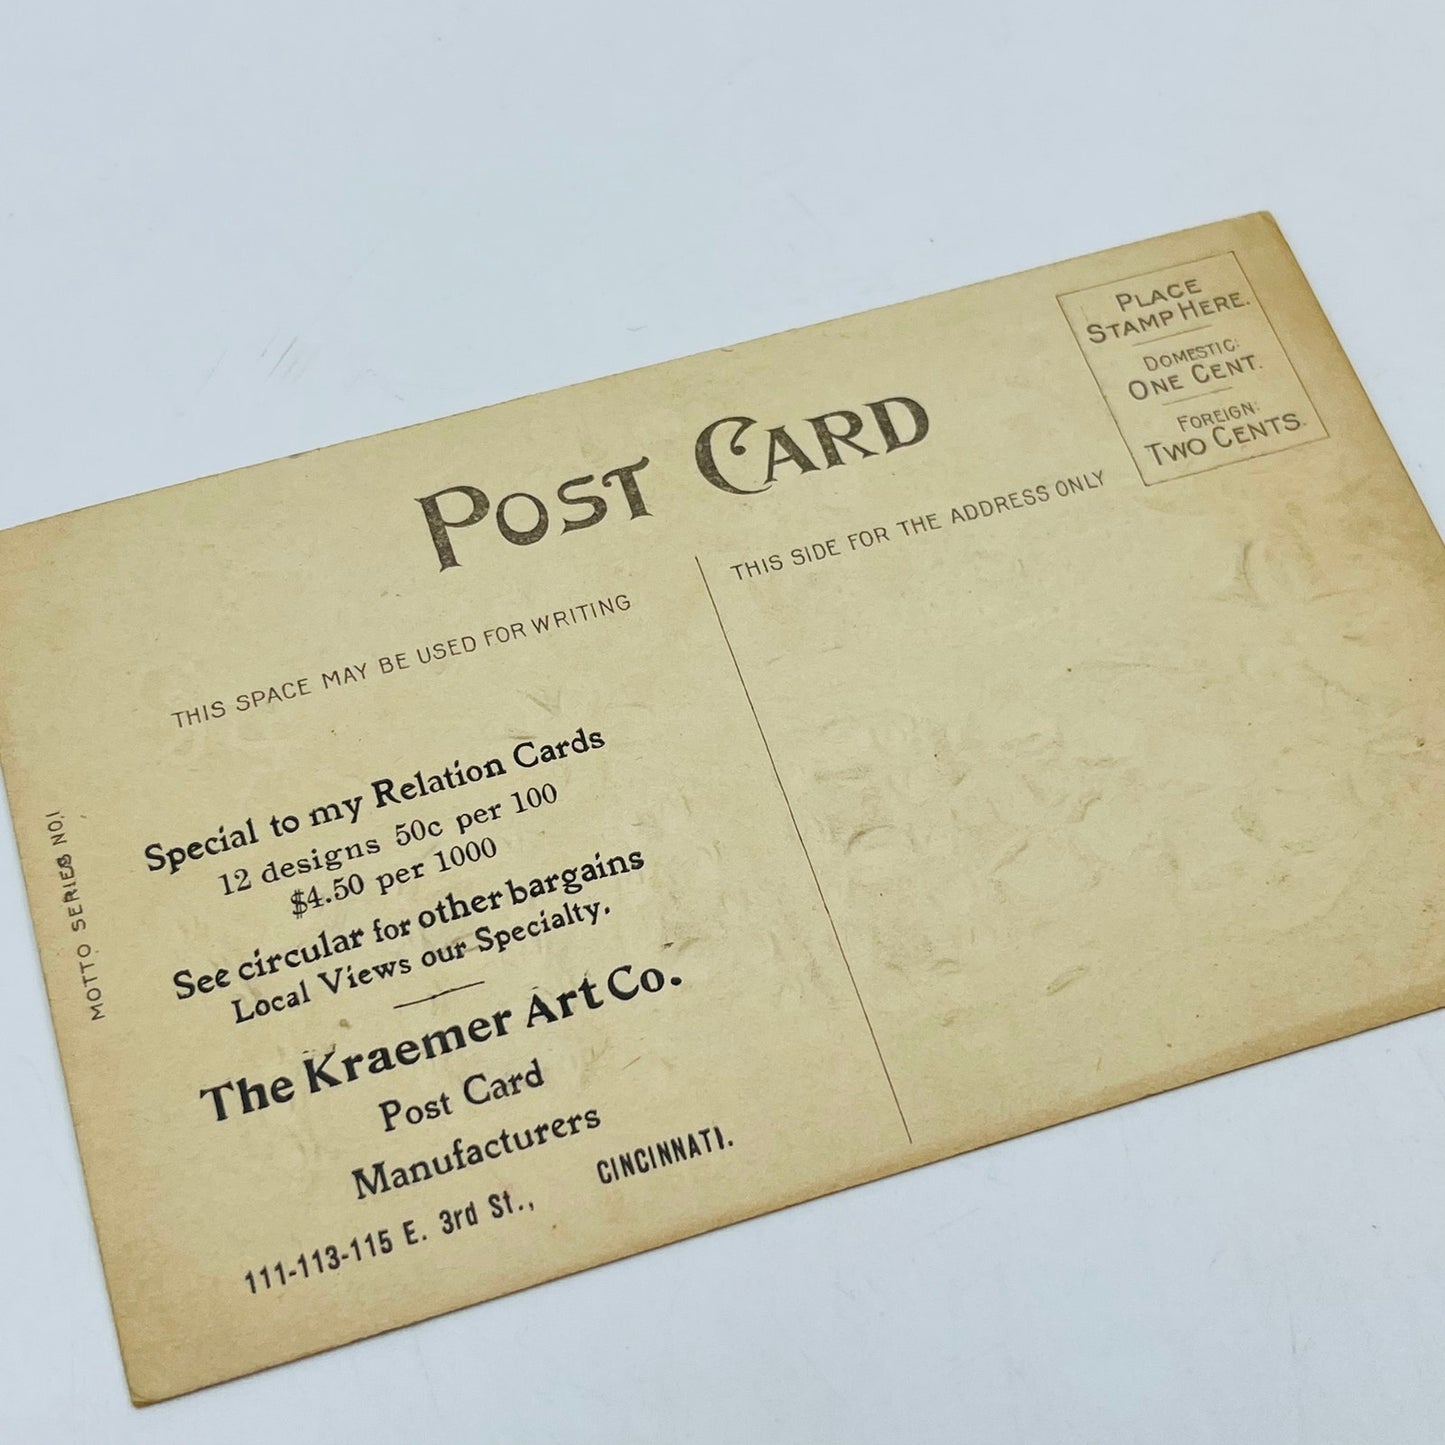 POST CARD
PLACE
STAMP HERE.
DOMESTIC:
ONE CENT.
FOREIGN:
TWO CENTS.
THIS SPACE MAY BE USED FOR WRITING
THIS SIDE FOR THE ADDRESS ONLY
MOTTO SERIES NO.1
Special to my Relation Cards
12 designs 50c per 100
$4.50 per 1000
See circular for other bargains
Local Views our Specialty.
The Kraemer Art Co.
Post Card
Manufacturers
111-113-115 E. 3rd St., CINCINNATI.